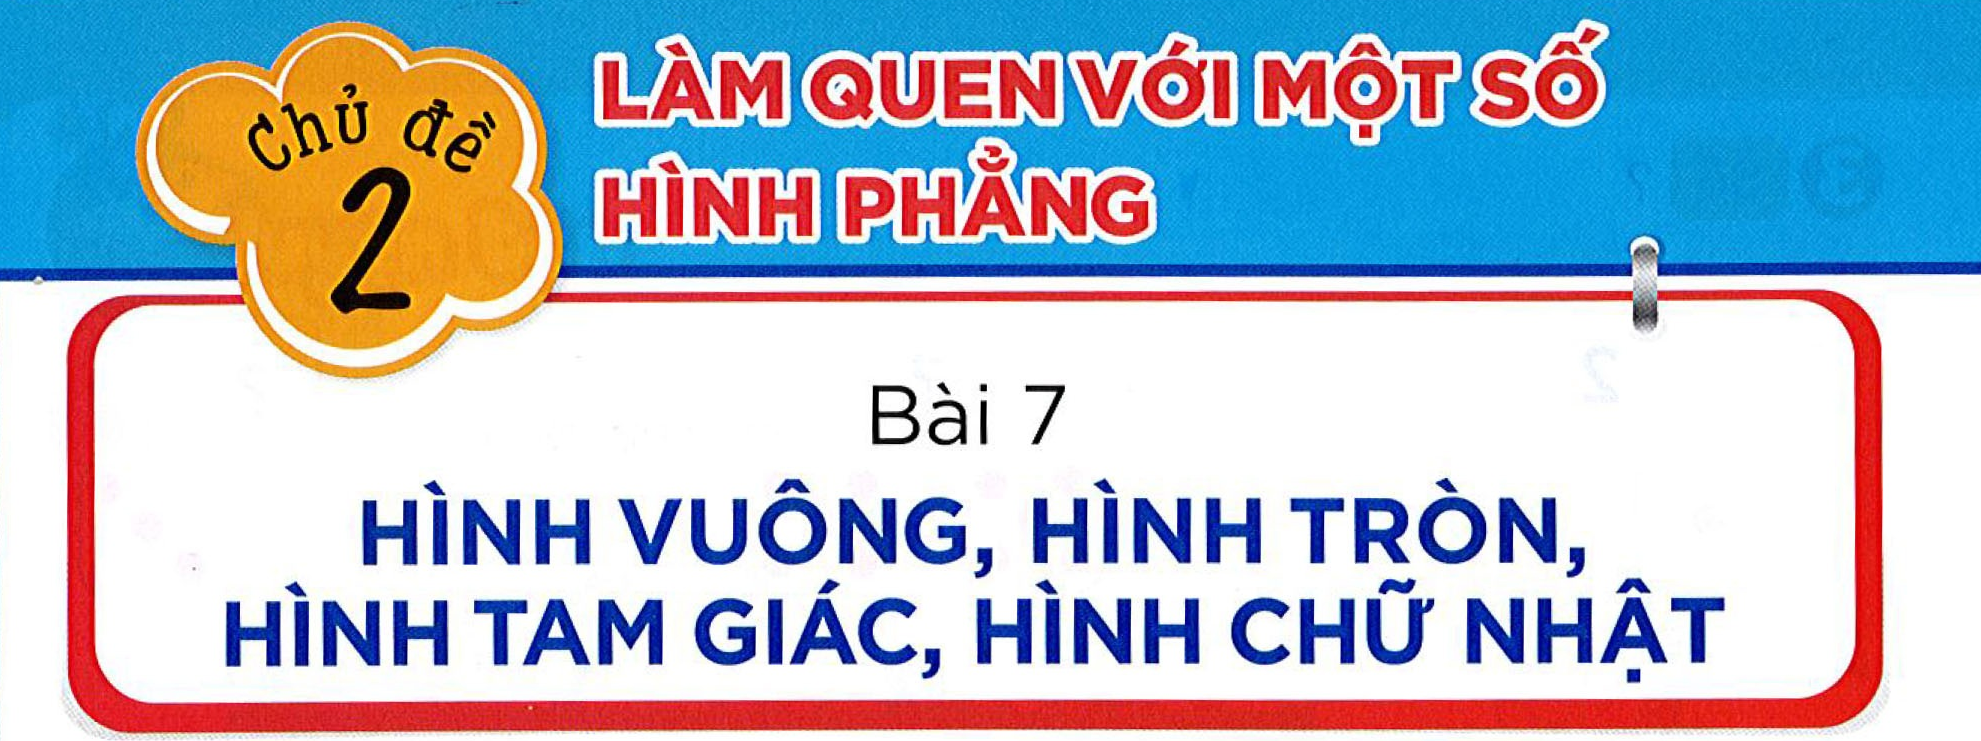 Chủ đề
2
LÀM QUEN VỚI MỘT SỐ
HÌNH PHẲNG
Bài 7
HÌNH VUÔNG, HÌNH TRÒN,
HÌNH TAM GIÁC, HÌNH CHỮ NHẬT